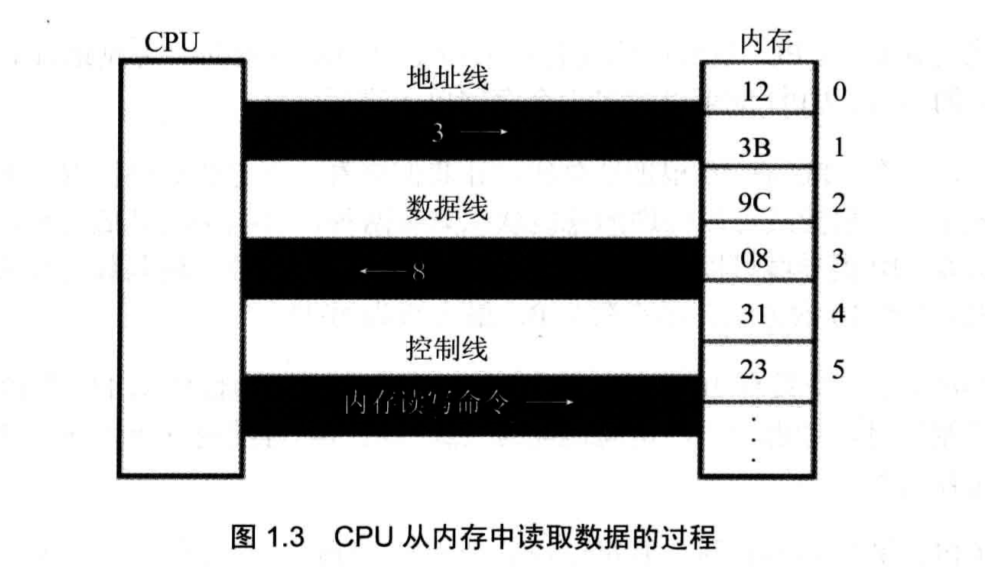 CPU
内存
地址线
12 0
3 →
3B 1
9C 2
数据线
08 3
← 8
31 4
控制线
23 5
内存读写命令 →
图 1.3 CPU 从内存中读取数据的过程